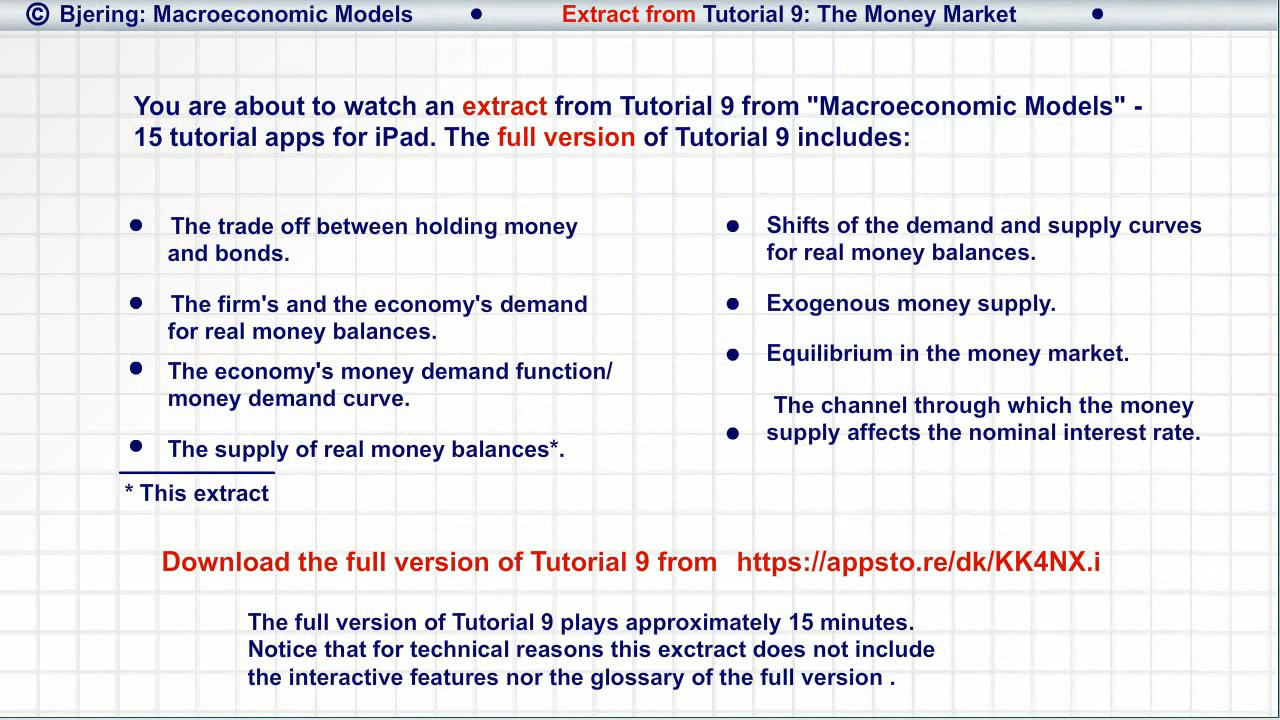 © Bjering: Macroeconomic Models • Extract from Tutorial 9: The Money Market •
You are about to watch an extract from Tutorial 9 from "Macroeconomic Models" -
15 tutorial apps for iPad. The full version of Tutorial 9 includes:
• The trade off between holding money
and bonds.
• The firm's and the economy's demand
for real money balances.
• The economy's money demand function/
money demand curve.
• The supply of real money balances*.
* This extract
• Shifts of the demand and supply curves
for real money balances.
• Exogenous money supply.
• Equilibrium in the money market.
The channel through which the money
• supply affects the nominal interest rate.
Download the full version of Tutorial 9 from https://appsto.re/dk/KK4NX.i
The full version of Tutorial 9 plays approximately 15 minutes.
Notice that for technical reasons this exctract does not include
the interactive features nor the glossary of the full version .